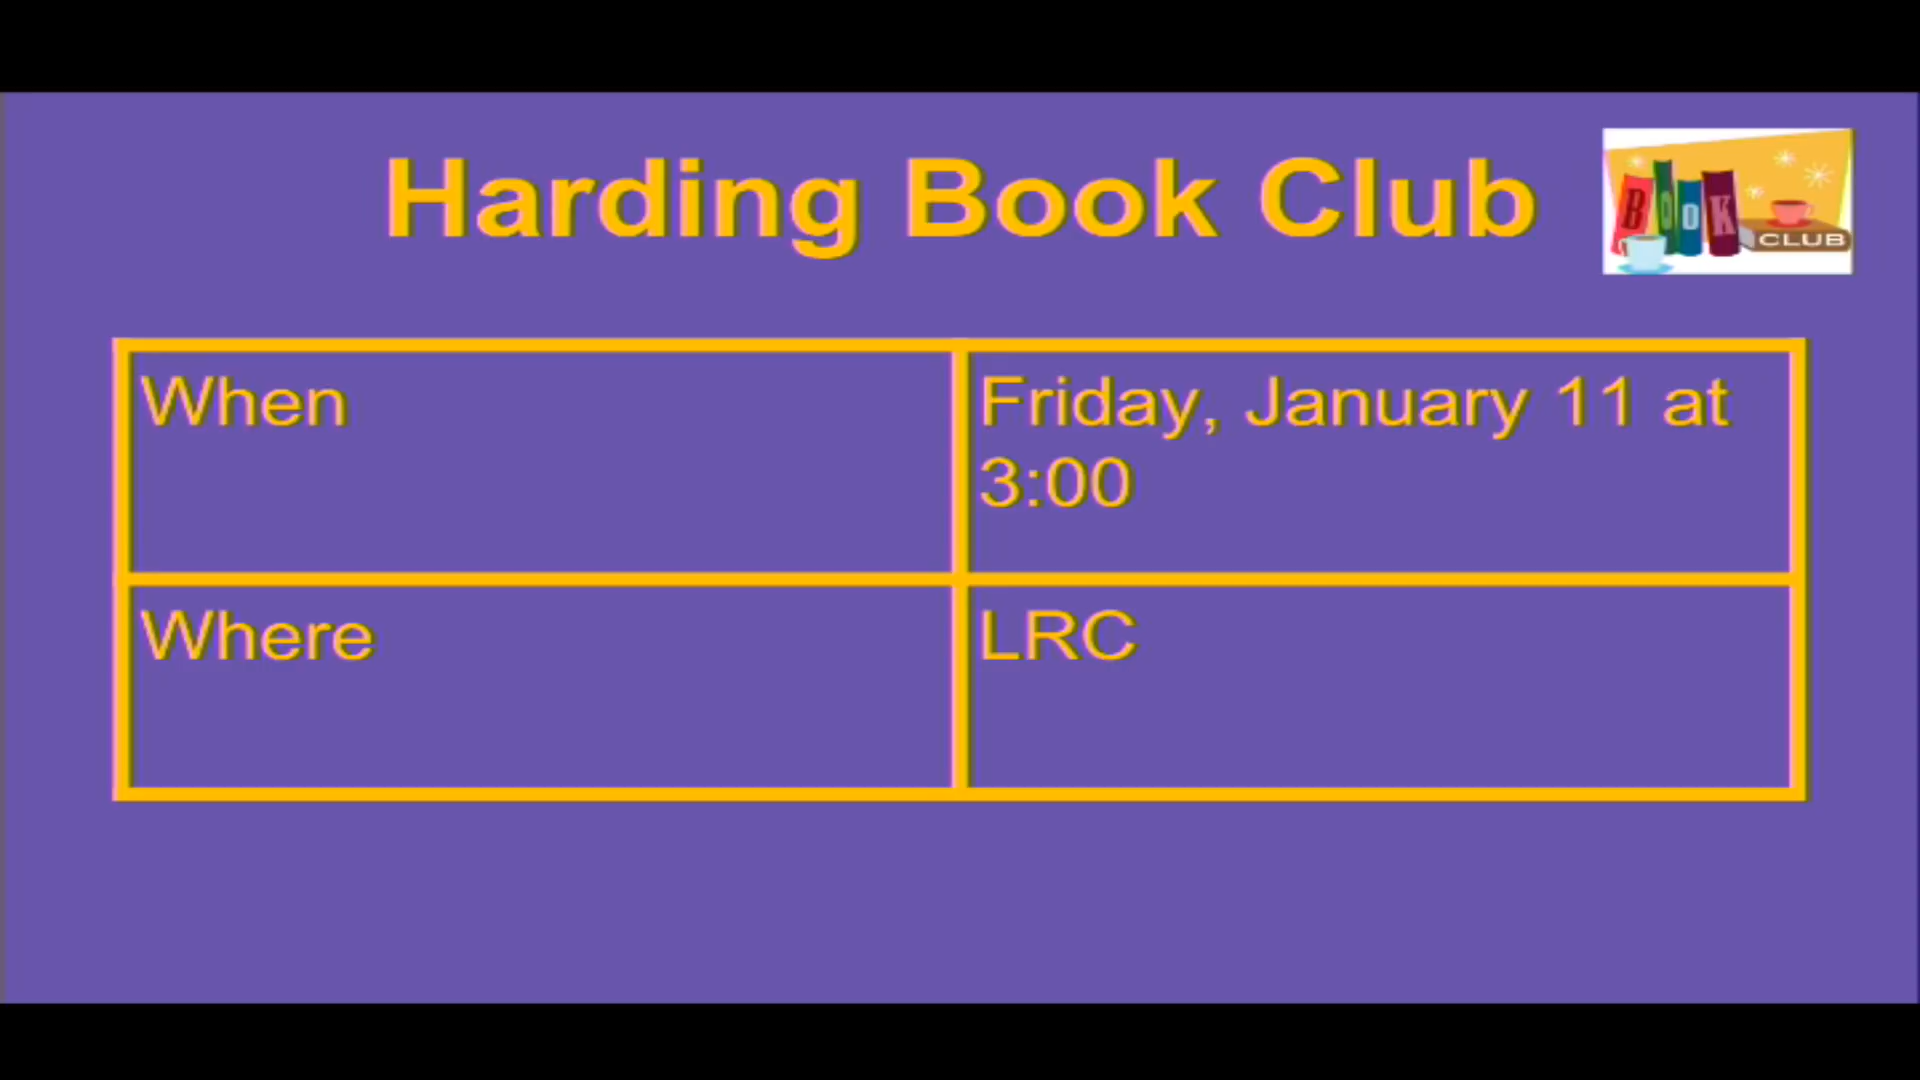 Harding Book Club
BOOK
CLUB
When
Friday, January 11 at
3:00
Where
LRC